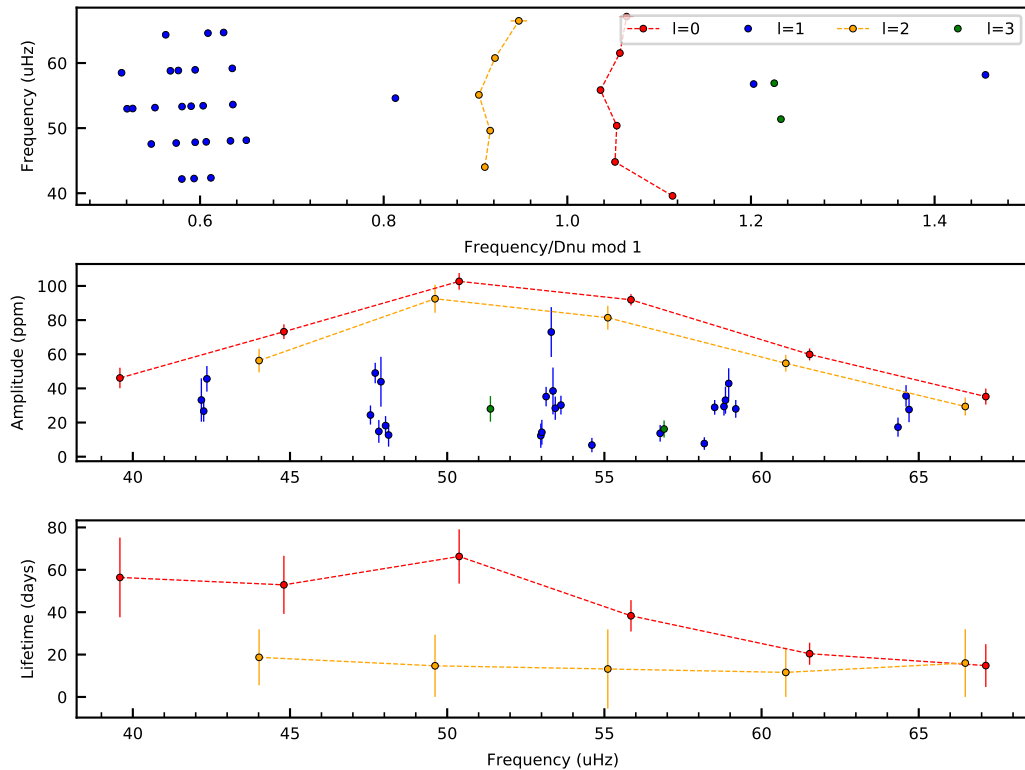 l=0 l=1 l=2 l=3
60
50
40
Frequency (uHz)
0.6 0.8 1.0 1.2 1.4
Frequency/Dnu mod 1
100
80
60
40
20
0
Amplitude (ppm)
40 45 50 55 60 65
80
60
40
20
0
Lifetime (days)
40 45 50 55 60 65
Frequency (uHz)